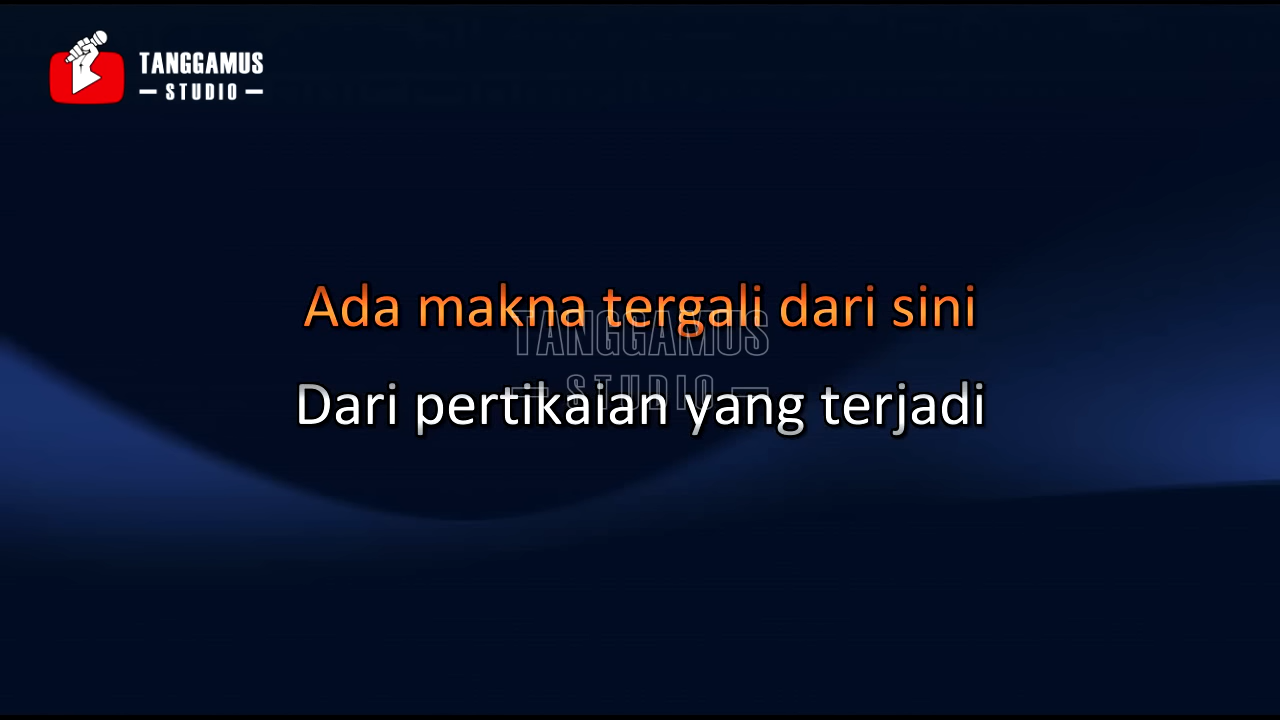 TANGGAMUS
STUDIO
Ada makna tergali dari sini
TANGGAMUS
STUDIO
Dari pertikaian yang terjadi